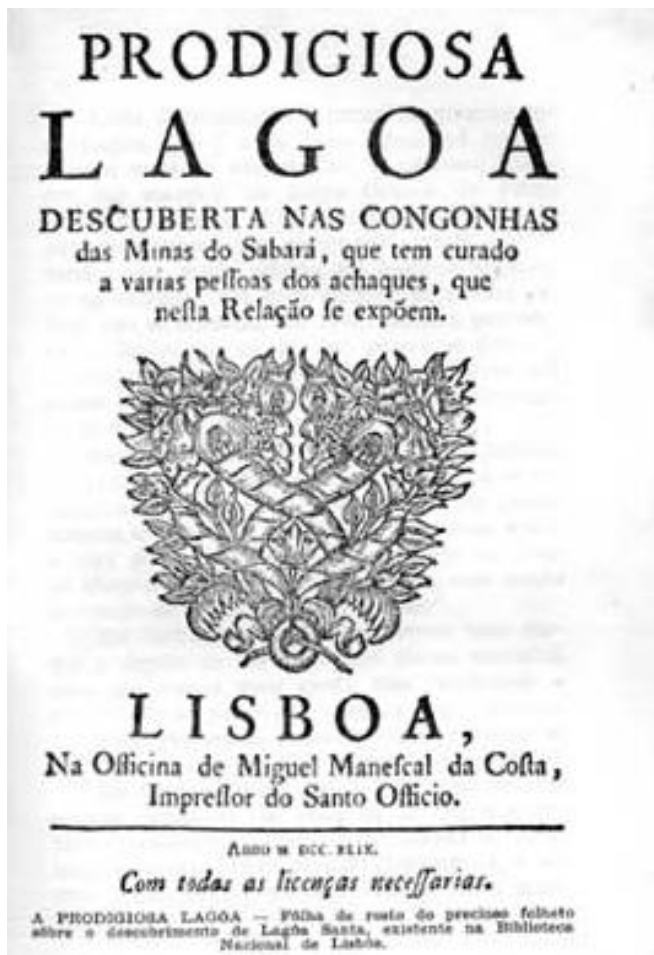 PRODIGIOSA
LAGOA
DESCUBERTA NAS CONGONHAS
das Minas do Sabará, que tem curado
a varias peſſoas dos achaques, que
neſta Relação ſe expõem.
LISBOA,
Na Officina de Miguel Maneſcal da Coſta,
Impreſſor do Santo Officio.
Anno M. DCC. XLIX.
Com todas as licenças neceſſarias.
A PRODIGIOSA LAGÔA — Fôlha de rosto do precioso folheto
sôbre o descobrimento de Lagôa Santa, existente na Biblioteca
Nacional de Lisbôa.